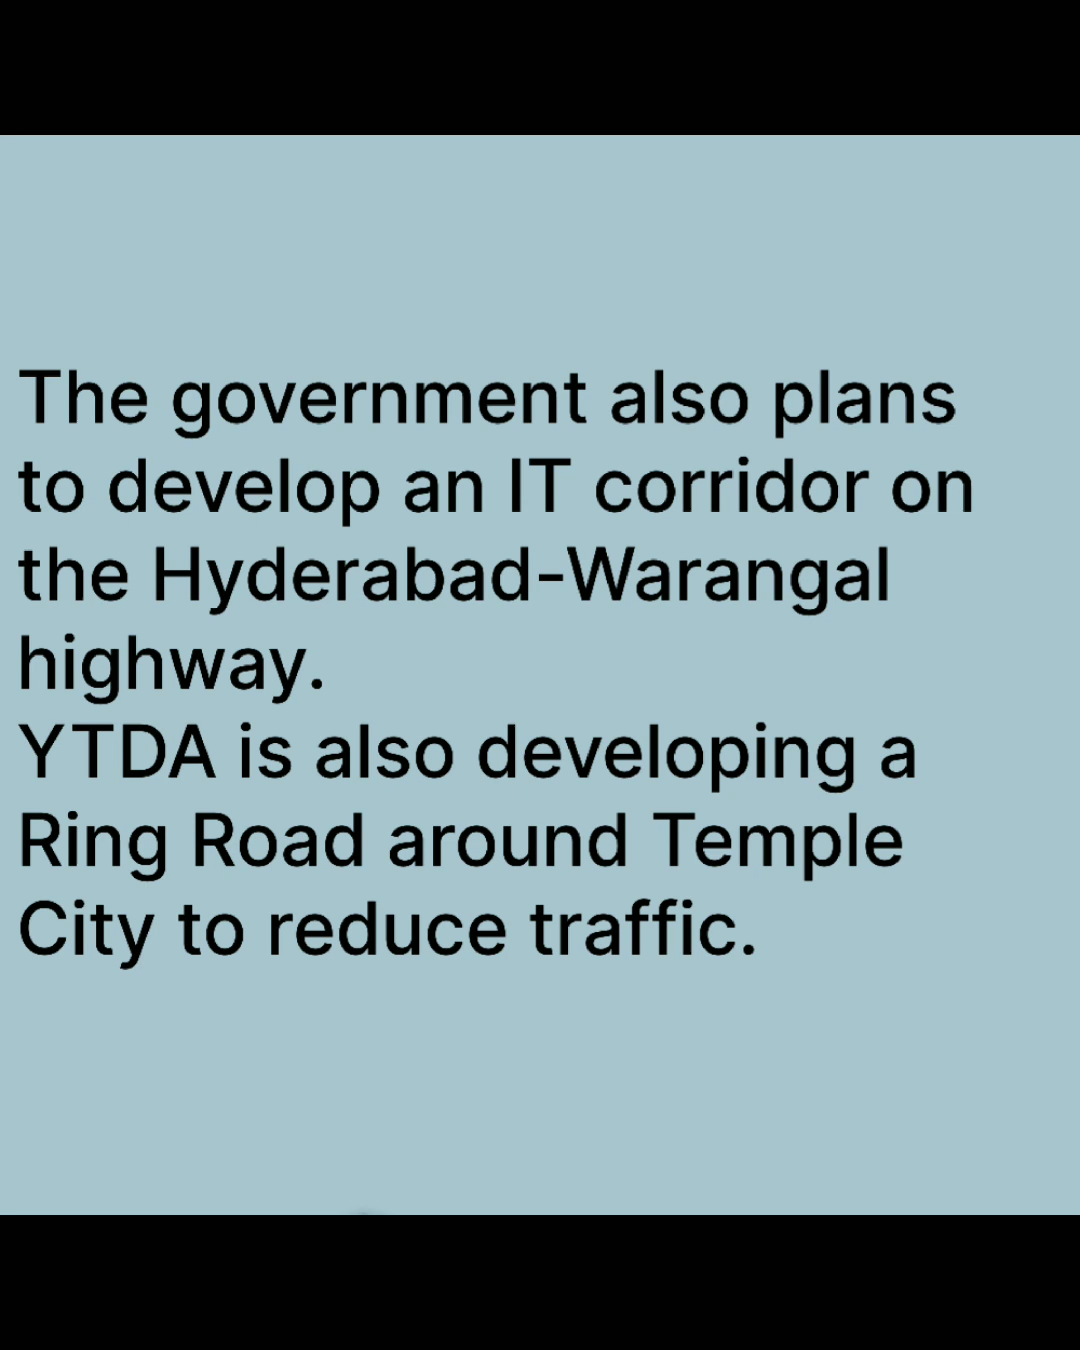 The government also plans
to develop an IT corridor on
the Hyderabad-Warangal
highway.
YTDA is also developing a
Ring Road around Temple
City to reduce traffic.